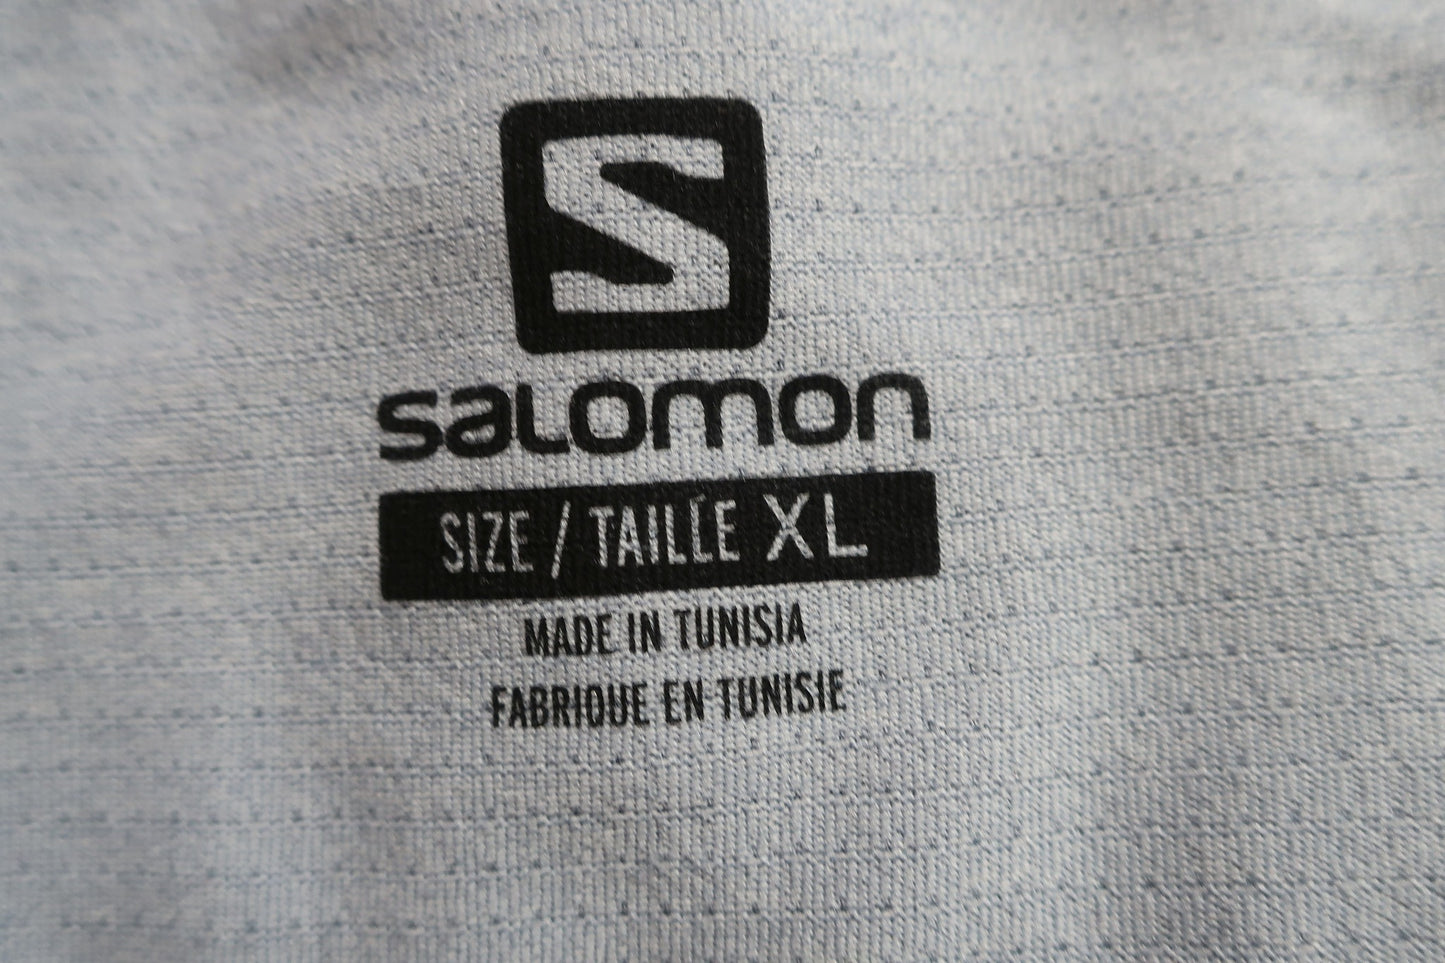 S
SALOMON
SIZE / TAILLE XL
MADE IN TUNISIA
FABRIQUE EN TUNISIE